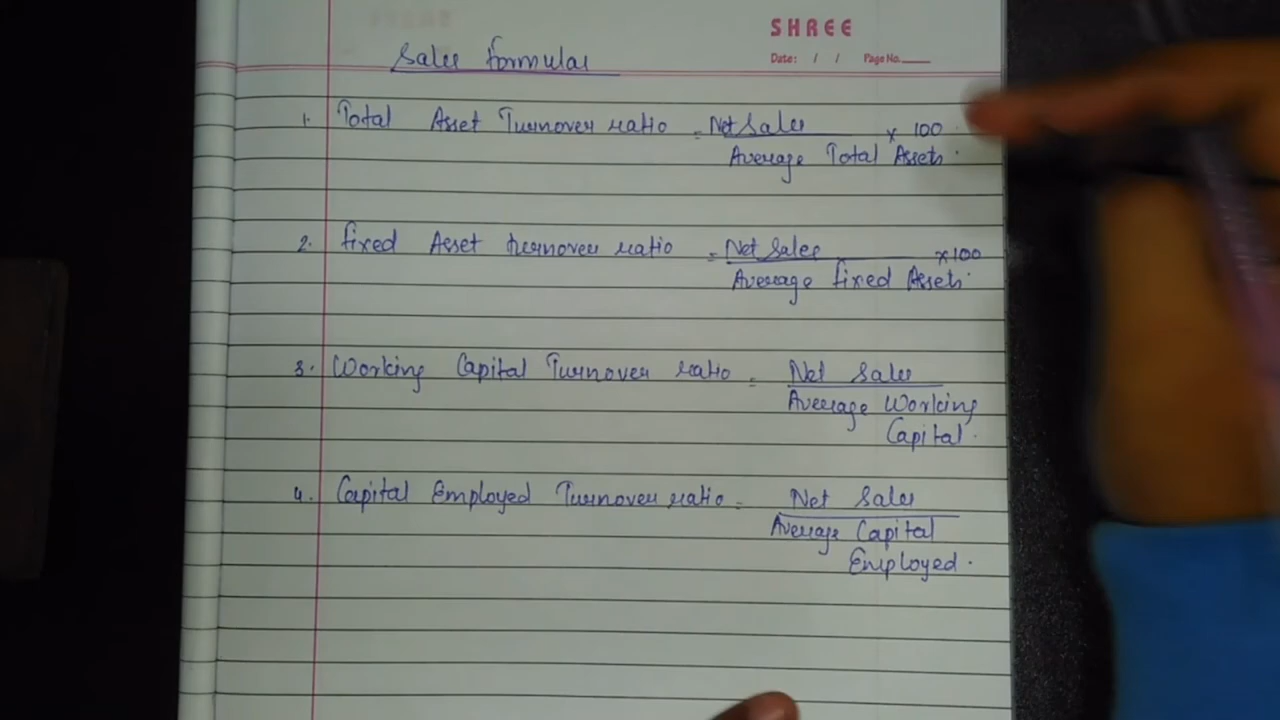 SHREE
Date: / / Page No.
Sales formulas
1. Total Asset Turnover ratio = Net Sales x 100
Average Total Assets.
2. fixed Asset turnover ratio = Net Sales x100
Average fixed Assets.
3. Working Capital Turnover ratio = Net Sales
Average Working
Capital.
4. Capital Employed Turnover ratio = Net Sales
Average Capital
Employed.